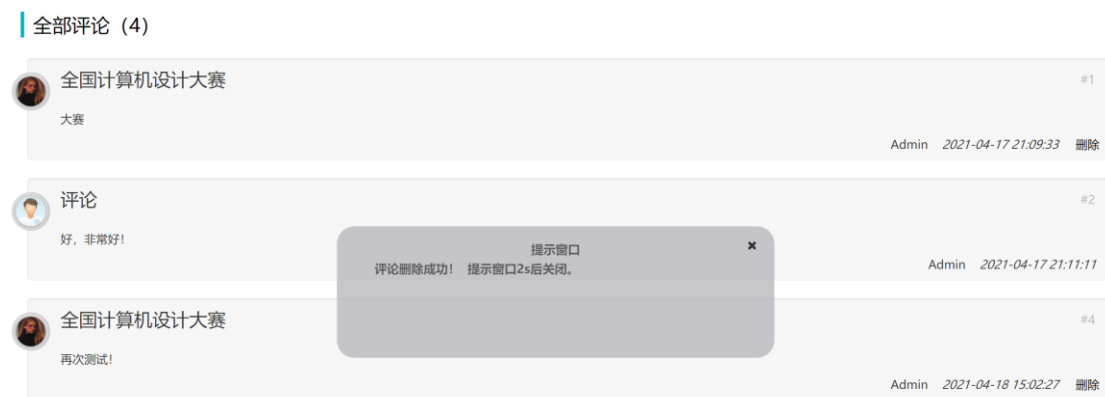 全部评论（4）
全国计算机设计大赛
#1
大赛
Admin 2021-04-17 21:09:33 删除
评论
#2
好，非常好！
Admin 2021-04-17 21:11:11
提示窗口
评论删除成功！ 提示窗口2s后关闭。
全国计算机设计大赛
#4
再次测试！
Admin 2021-04-18 15:02:27 删除